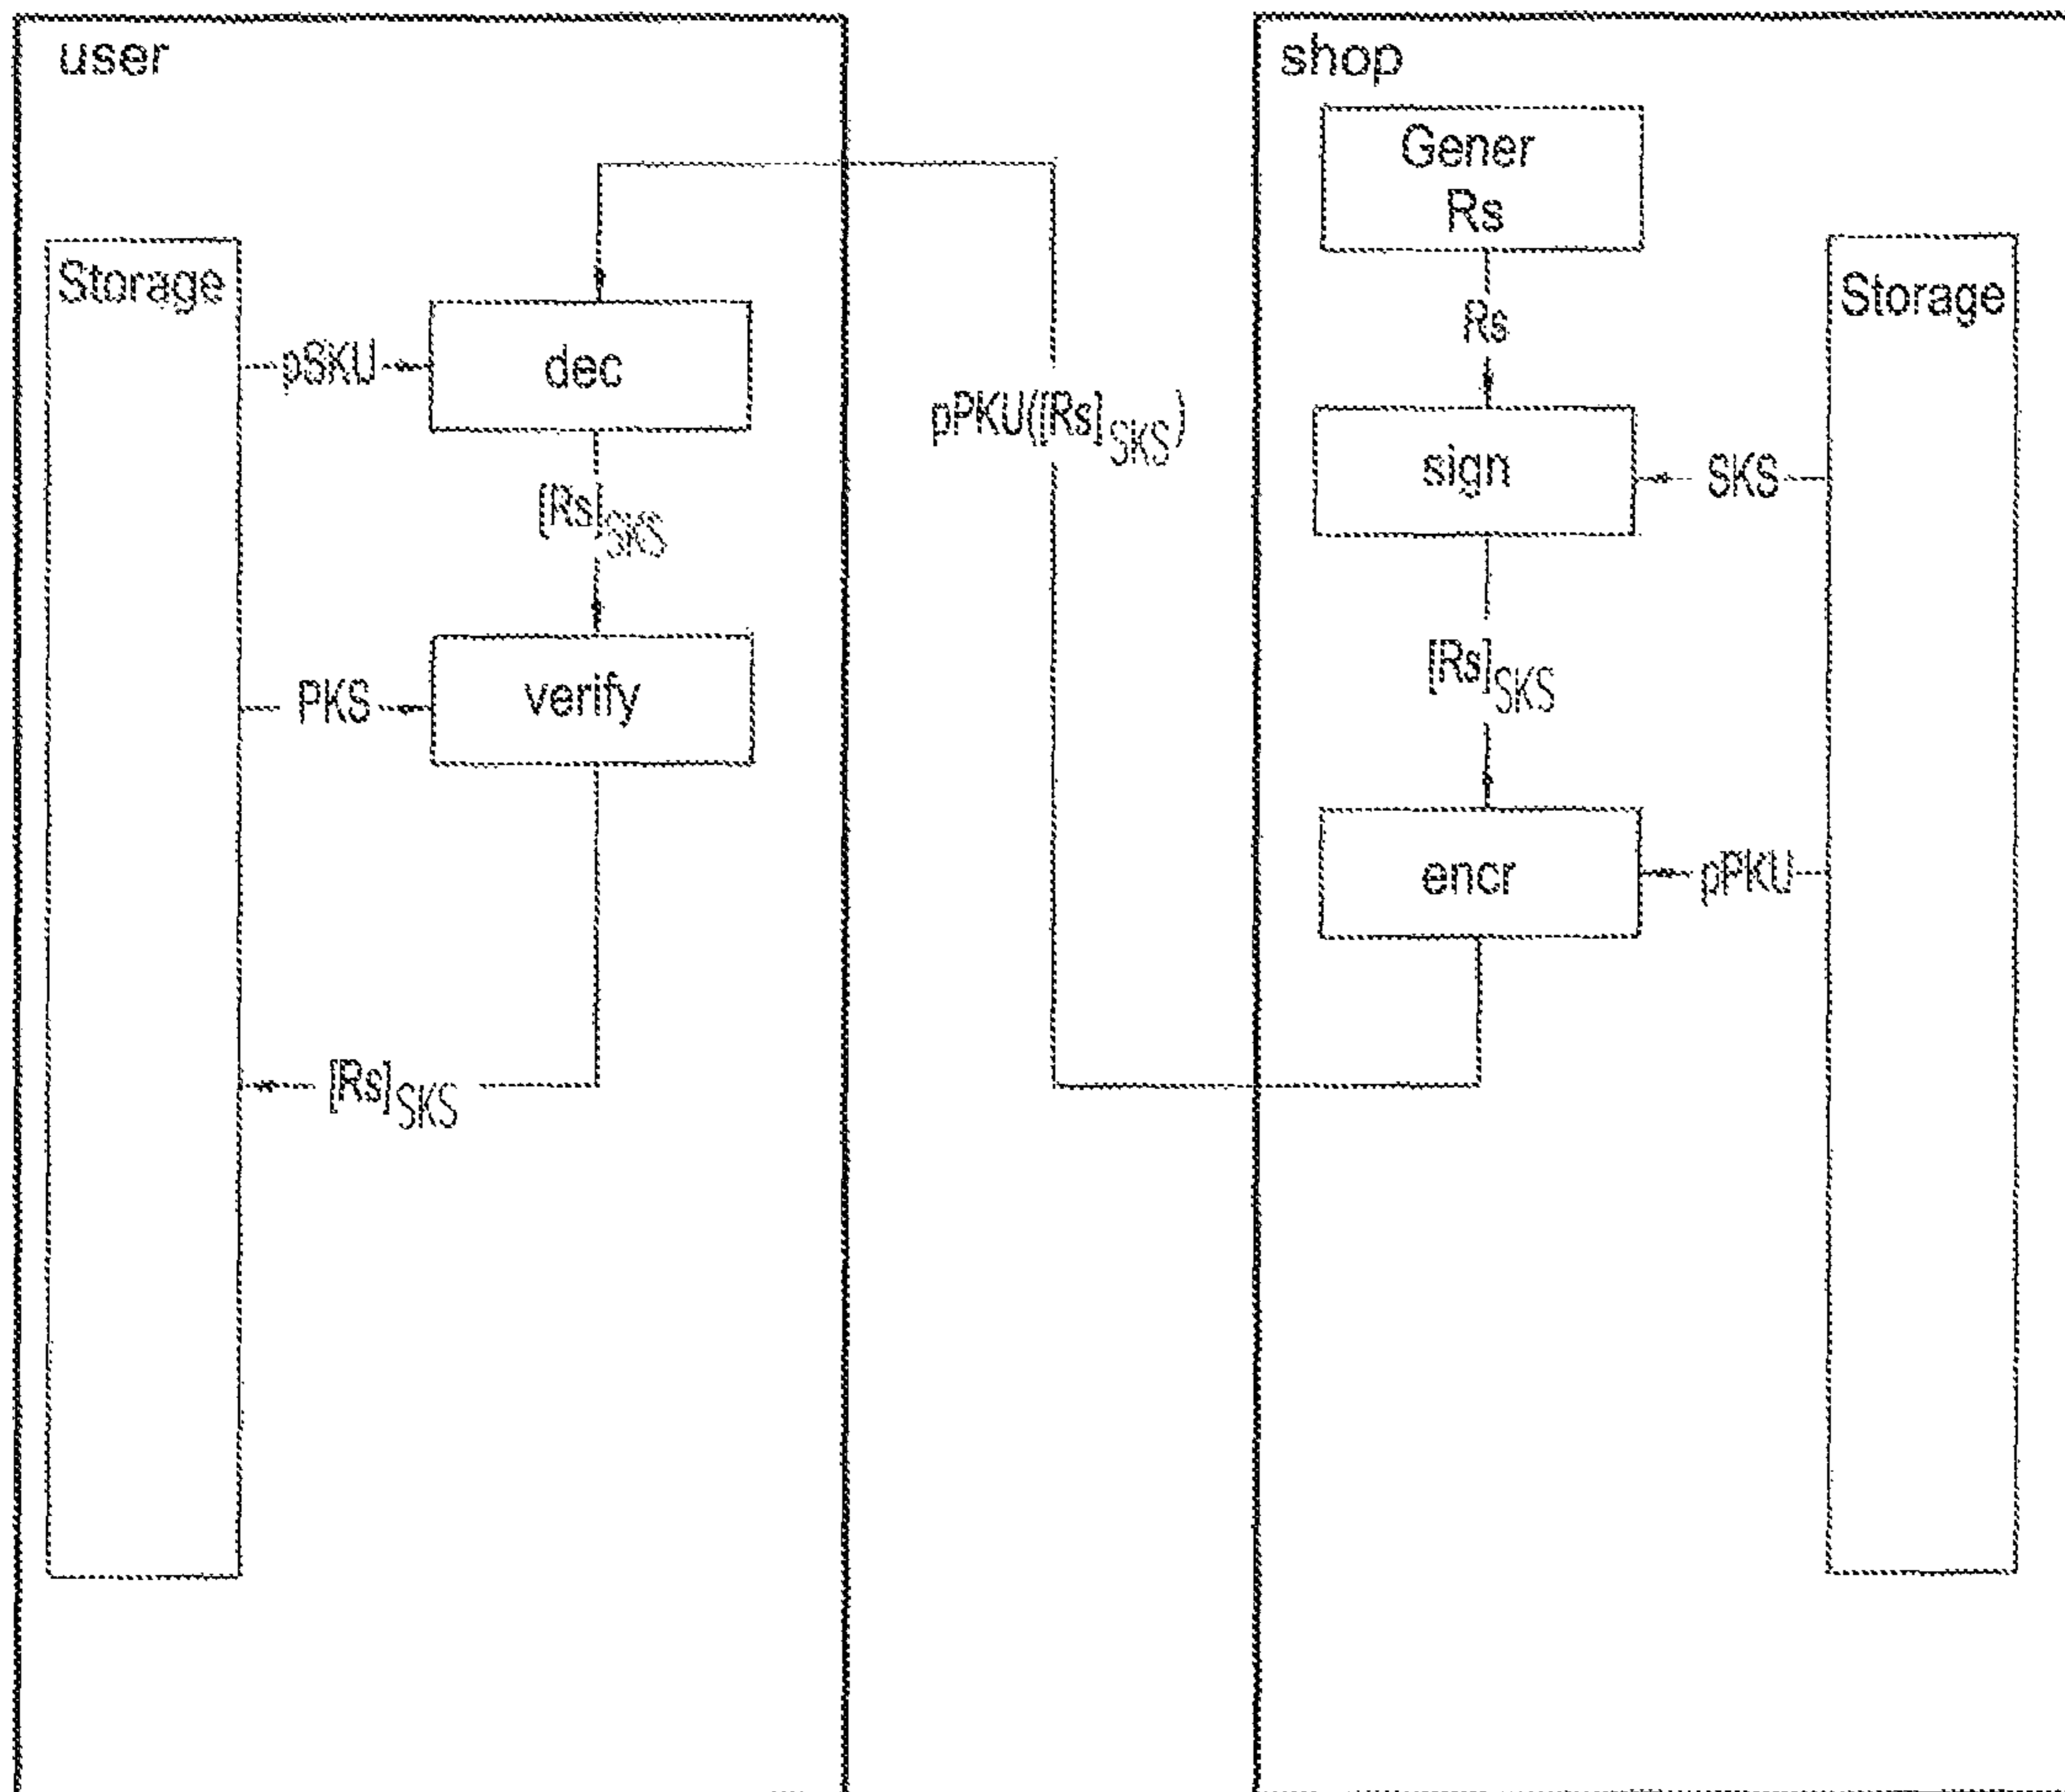 user
Storage
pSKU
dec
[Rs]SKS
PKS
verify
[Rs]SKS
pPKU([Rs]SKS)
shop
Gener
Rs
Rs
Storage
sign
SKS
[Rs]SKS
encr
pPKU